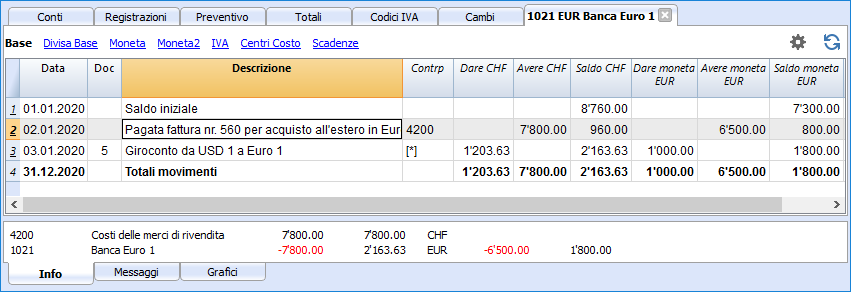 Conti Registrazioni Preventivo Totali Codici IVA Cambi 1021 EUR Banca Euro 1
Base Divisa Base Moneta Moneta2 IVA Centri Costo Scadenze
Data Doc Descrizione Contrp Dare CHF Avere CHF Saldo CHF Dare moneta EUR Avere moneta EUR Saldo moneta EUR
1 01.01.2020 Saldo iniziale 8'760.00 7'300.00
2 02.01.2020 Pagata fattura nr. 560 per acquisto all'estero in Eur 4200 7'800.00 960.00 6'500.00 800.00
3 03.01.2020 5 Giroconto da USD 1 a Euro 1 [*] 1'203.63 2'163.63 1'000.00 1'800.00
4 31.12.2020 Totali movimenti 1'203.63 7'800.00 2'163.63 1'000.00 6'500.00 1'800.00
4200 Costi delle merci di rivendita 7'800.00 7'800.00 CHF
1021 Banca Euro 1 -7'800.00 2'163.63 EUR -6'500.00 1'800.00
Info Messaggi Grafici